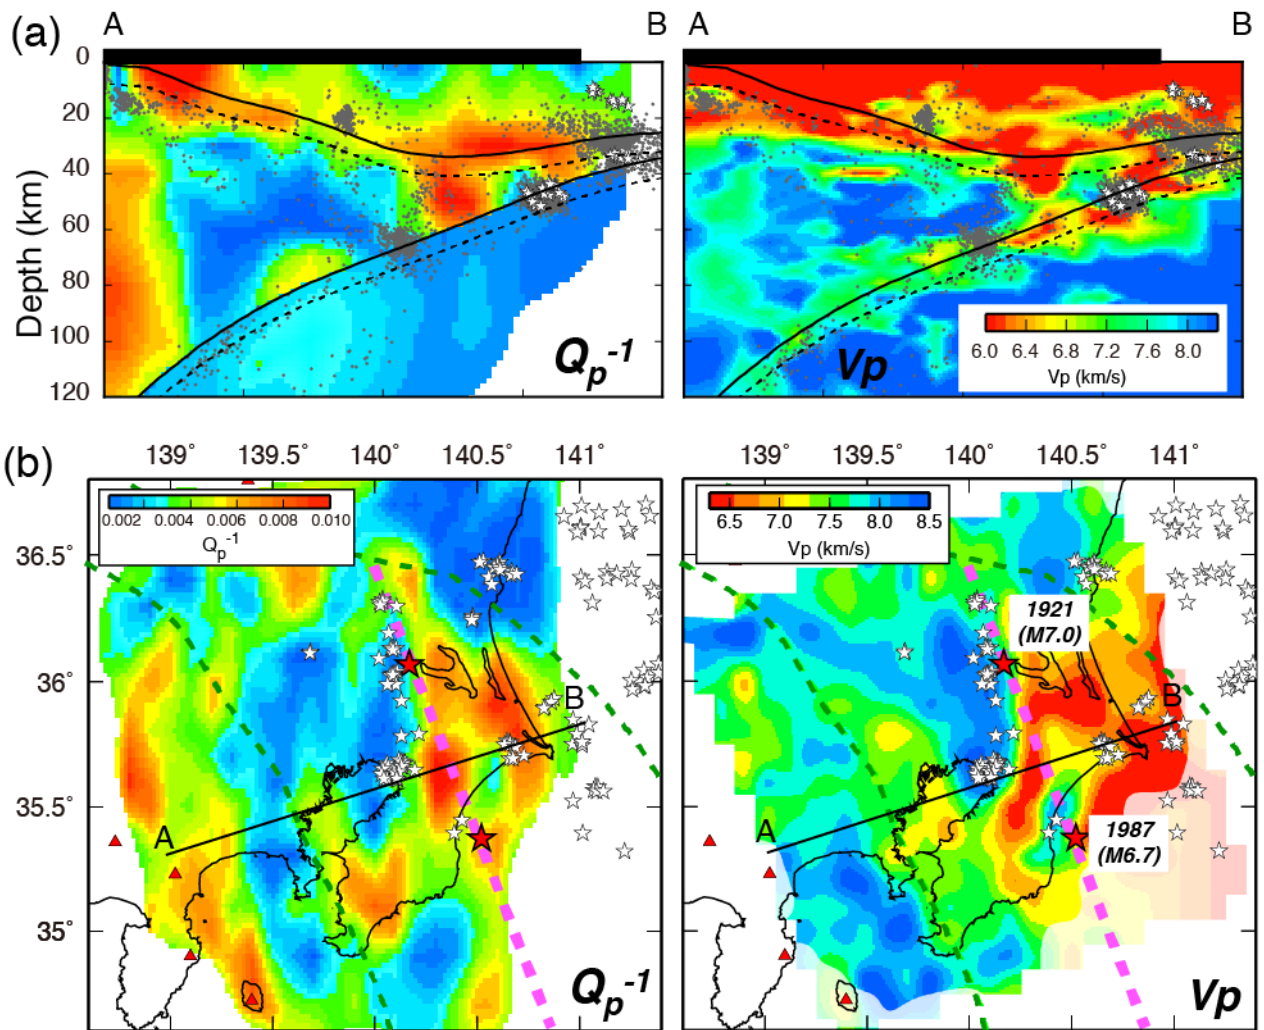 (a)
A B A B
0
20
40
60
80
100
120
Depth (km)
Qp-1
Vp
6.0 6.4 6.8 7.2 7.6 8.0
Vp (km/s)
(b)
139° 139.5° 140° 140.5° 141° 139° 139.5° 140° 140.5° 141°
0.002 0.004 0.006 0.008 0.010
Qp-1
6.5 7.0 7.5 8.0 8.5
Vp (km/s)
36.5°
36°
35.5°
35°
1921
(M7.0)
B
B
A
A
1987
(M6.7)
Qp-1
Vp